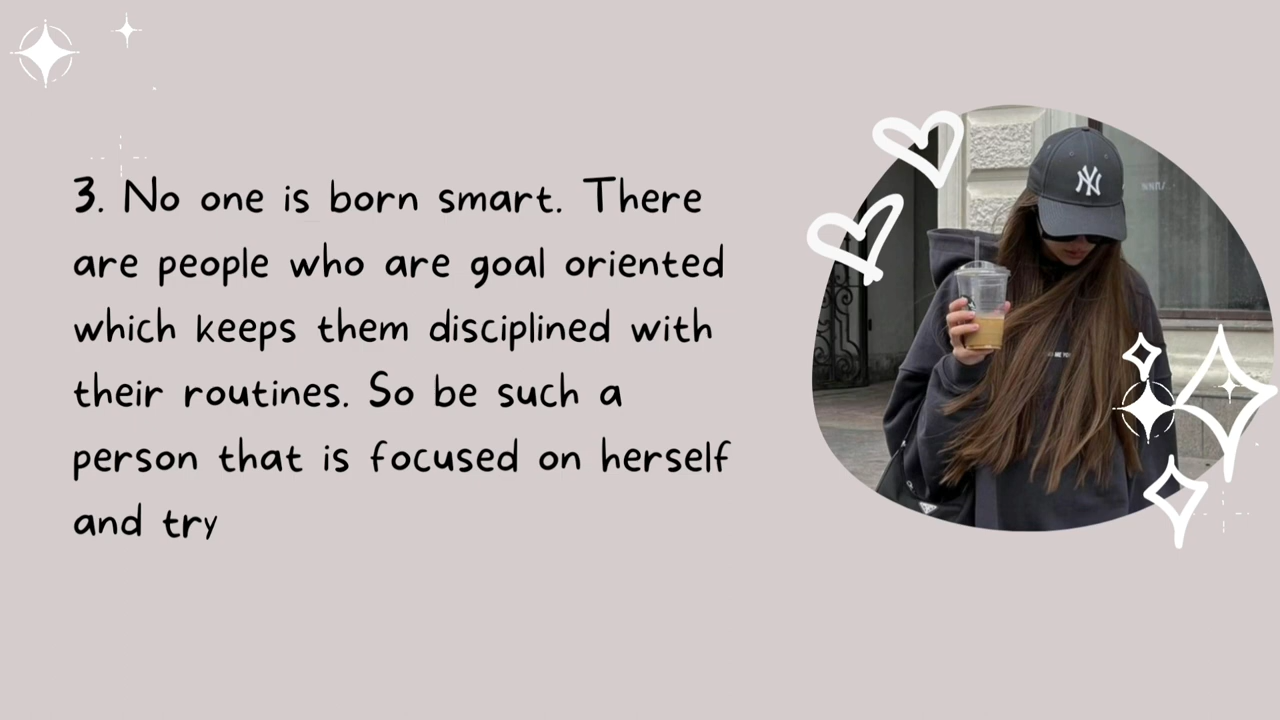 3. No one is born smart. There
are people who are goal oriented
which keeps them disciplined with
their routines. So be such a
person that is focused on herself
and try
NY